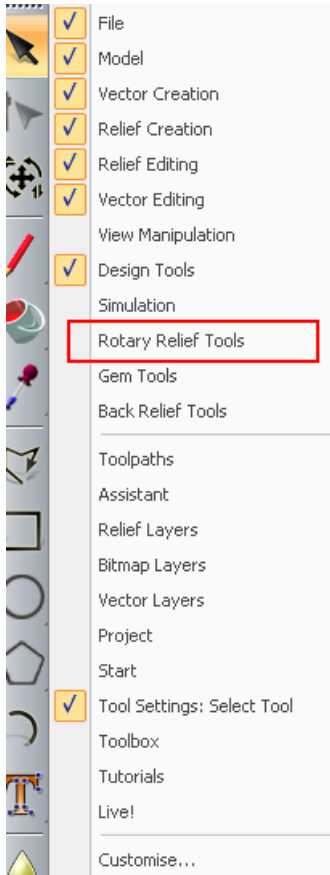 File
Model
Vector Creation
Relief Creation
Relief Editing
Vector Editing
View Manipulation
Design Tools
Simulation
Rotary Relief Tools
Gem Tools
Back Relief Tools
Toolpaths
Assistant
Relief Layers
Bitmap Layers
Vector Layers
Project
Start
Tool Settings: Select Tool
Toolbox
Tutorials
Live!
Customise...
T